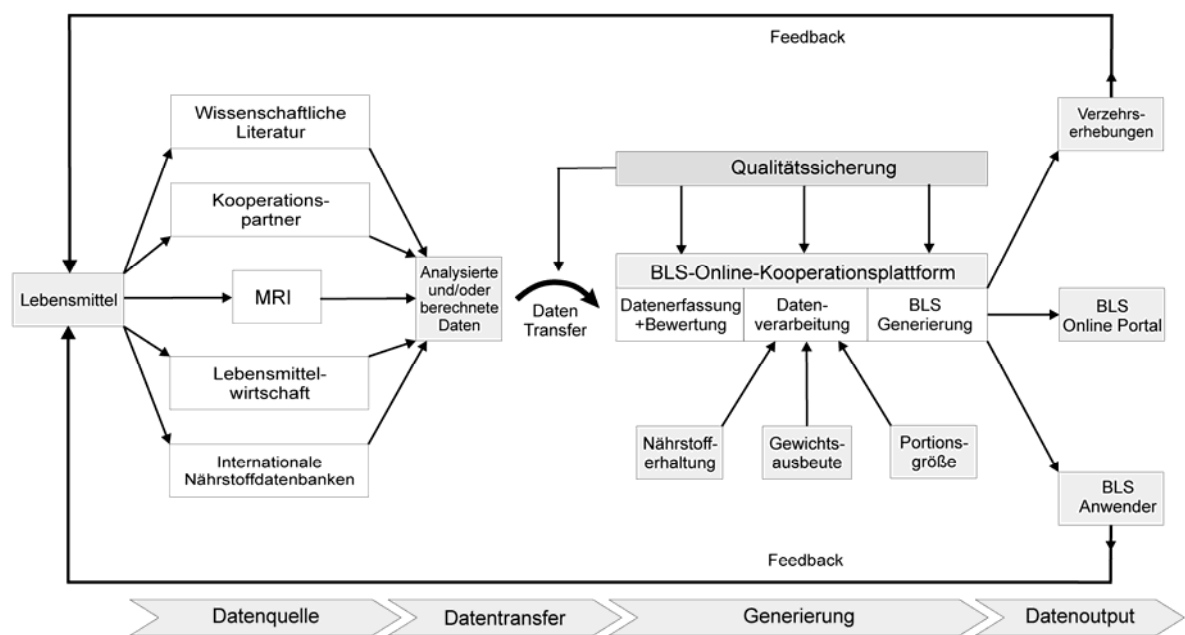 Feedback
Wissenschaftliche
Literatur
Kooperations-
partner
MRI
Lebensmittel-
wirtschaft
Internationale
Nährstoffdatenbanken
Lebensmittel
Analysierte
und/oder
berechnete
Daten
Daten
Transfer
Qualitätssicherung
BLS-Online-Kooperationsplattform
Datenerfassung
+Bewertung
Daten-
verarbeitung
BLS
Generierung
Nährstoff-
erhaltung
Gewichts-
ausbeute
Portions-
größe
Verzehrs-
erhebungen
BLS
Online Portal
BLS
Anwender
Feedback
Datenquelle
Datentransfer
Generierung
Datenoutput